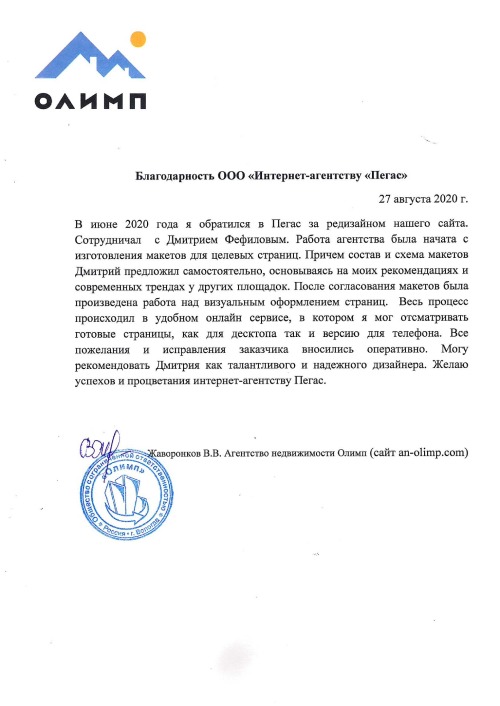 ОЛИМП
Благодарность ООО «Интернет-агентству «Пегас»
27 августа 2020 г.
В июне 2020 года я обратился в Пегас за редизайном нашего сайта.
Сотрудничал с Дмитрием Фефиловым. Работа агентства была начата с
изготовления макетов для целевых страниц. Причем состав и схема макетов
Дмитрий предложил самостоятельно, основываясь на моих рекомендациях и
современных трендах у других площадок. После согласования макетов была
произведена работа над визуальным оформлением страниц. Весь процесс
происходил в удобном онлайн сервисе, в котором я мог отсматривать
готовые страницы, как для десктопа так и версию для телефона. Все
пожелания и исправления заказчика вносились оперативно. Могу
рекомендовать Дмитрия как талантливого и надежного дизайнера. Желаю
успехов и процветания интернет-агентству Пегас.
Жаворонков В.В. Агентство недвижимости Олимп (сайт an-olimp.com)
Общество с ограниченной ответственностью
«ОЛИМП»
Россия • г. Вологда